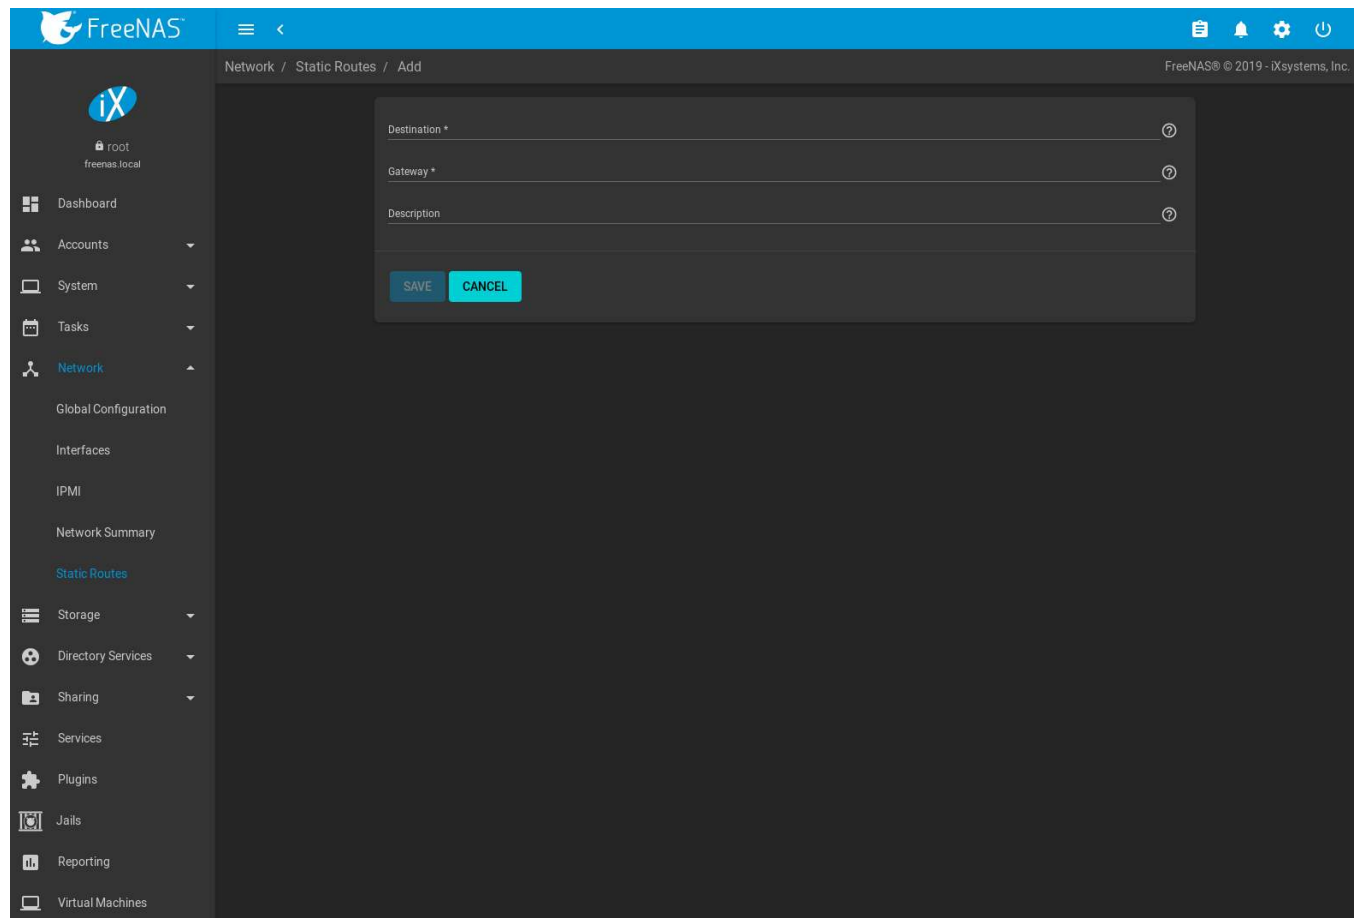 FreeNAS™
Network / Static Routes / Add
FreeNAS® © 2019 - iXsystems, Inc.
iX
root
freenas.local
Dashboard
Accounts
System
Tasks
Network
Global Configuration
Interfaces
IPMI
Network Summary
Static Routes
Storage
Directory Services
Sharing
Services
Plugins
Jails
Reporting
Virtual Machines
Destination *
Gateway *
Description
SAVE CANCEL